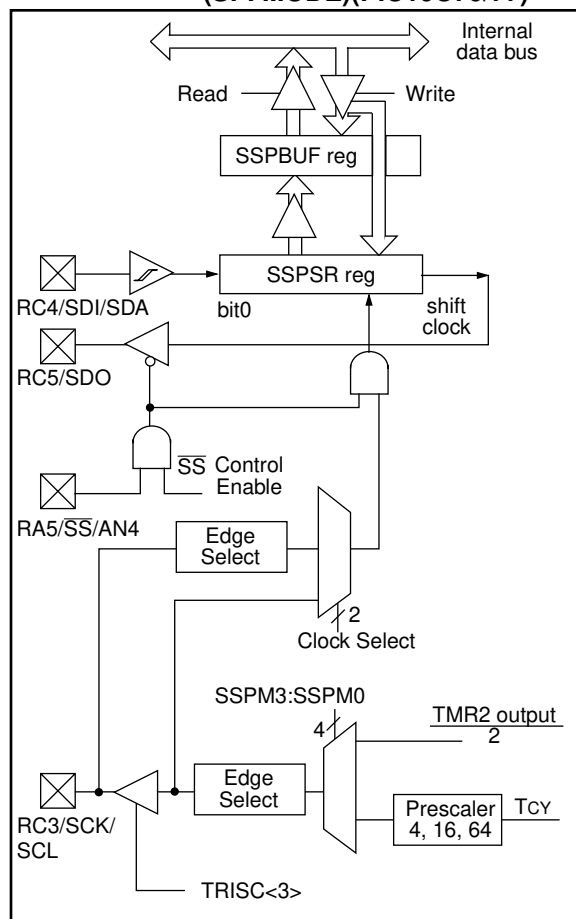 Internal
data bus
Read
Write
SSPBUF reg
SSPSR reg
RC4/SDI/SDA
bit0
shift
clock
RC5/SDO
SS Control
Enable
RA5/SS/AN4
Edge
Select
2
Clock Select
SSPM3:SSPM0
TMR2 output
4
2
Edge
Select
Prescaler
4, 16, 64
TCY
RC3/SCK/
SCL
TRISC<3>